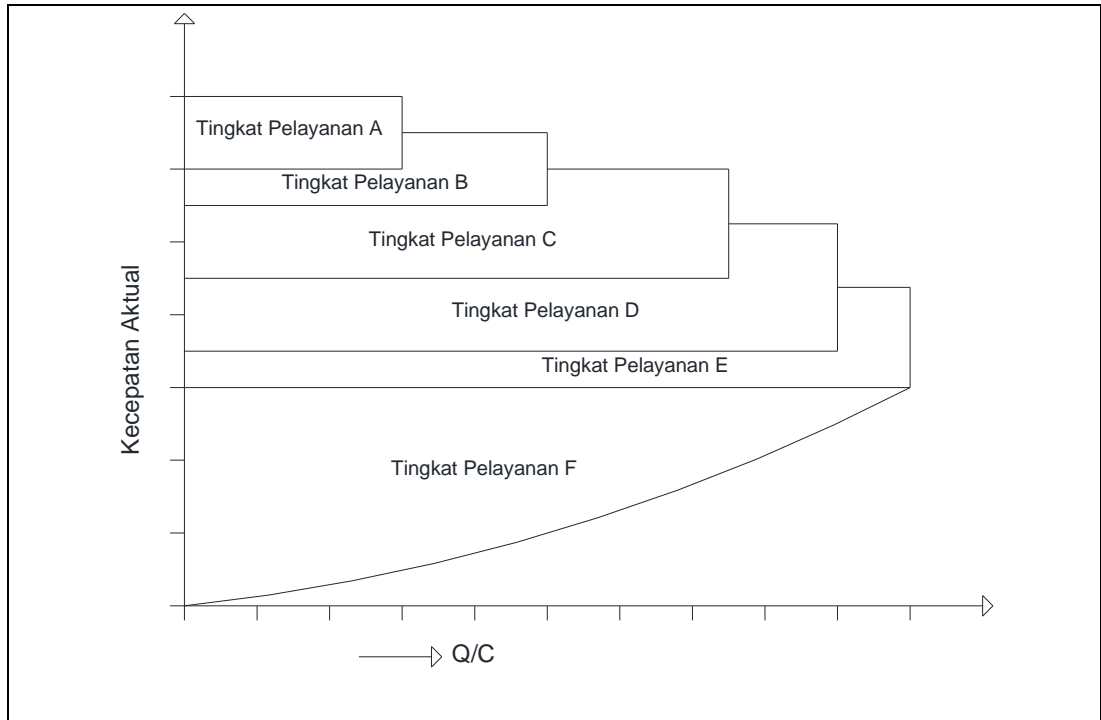 Tingkat Pelayanan A
Tingkat Pelayanan B
Tingkat Pelayanan C
Tingkat Pelayanan D
Tingkat Pelayanan E
Tingkat Pelayanan F
Kecepatan Aktual
Q/C